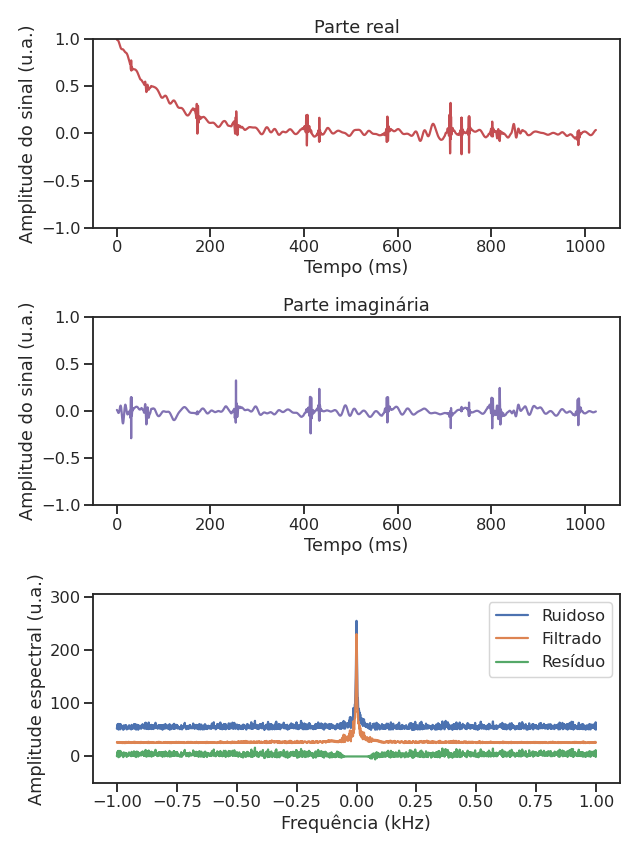 Parte real
Amplitude do sinal (u.a.)
1.0
0.5
0.0
−0.5
−1.0
0 200 400 600 800 1000
Tempo (ms)
Parte imaginária
Amplitude do sinal (u.a.)
1.0
0.5
0.0
−0.5
−1.0
0 200 400 600 800 1000
Tempo (ms)
Amplitude espectral (u.a.)
300
200
100
0
Ruidoso
Filtrado
Resíduo
−1.00 −0.75 −0.50 −0.25 0.00 0.25 0.50 0.75 1.00
Frequência (kHz)